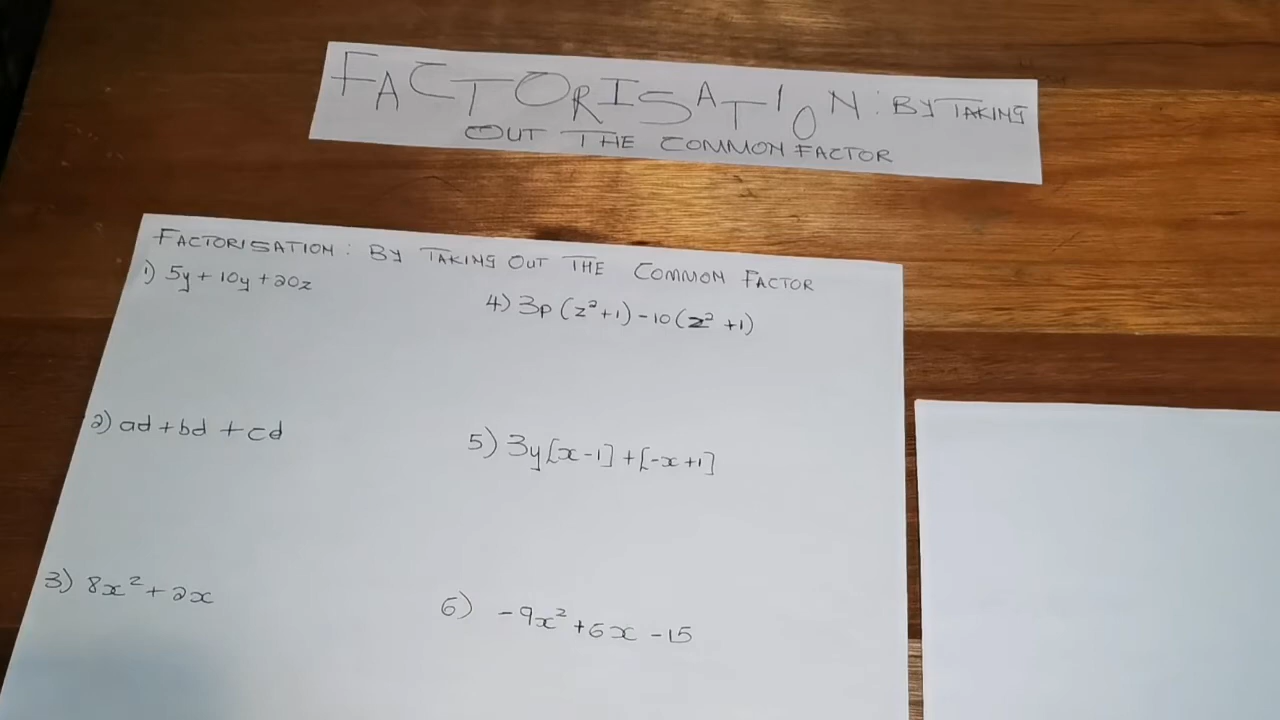 FACTORISATION: BY TAKING
OUT THE COMMON FACTOR
FACTORISATION: BY TAKING OUT THE COMMON FACTOR
1) 5y + 10y + 20z
2) ad + bd + cd
3) 8x² + 2x
4) 3p (z² + 1) - 10 (z² + 1)
5) 3y [x - 1] + [-x + 1]
6) -9x² + 6x - 15